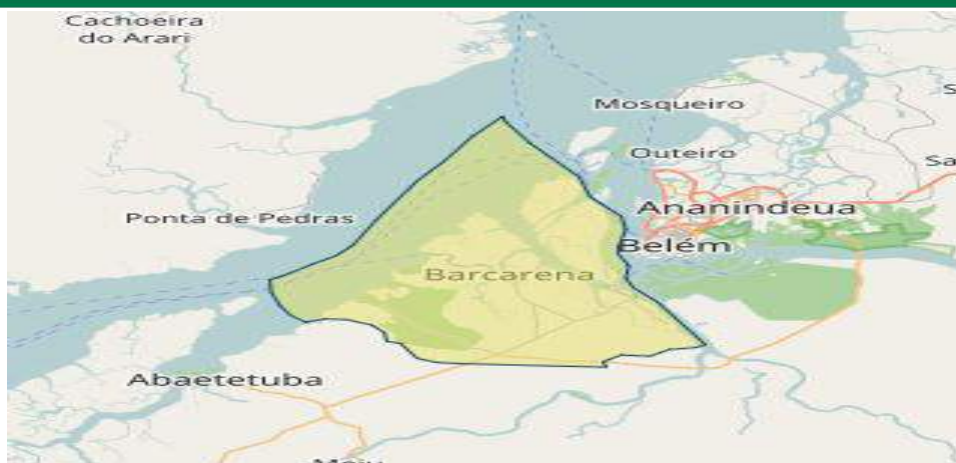 Cachoeira
do Arari
Mosqueiro
Outeiro
Ponta de Pedras
Ananindeua
Belém
Barcarena
Abaetetuba